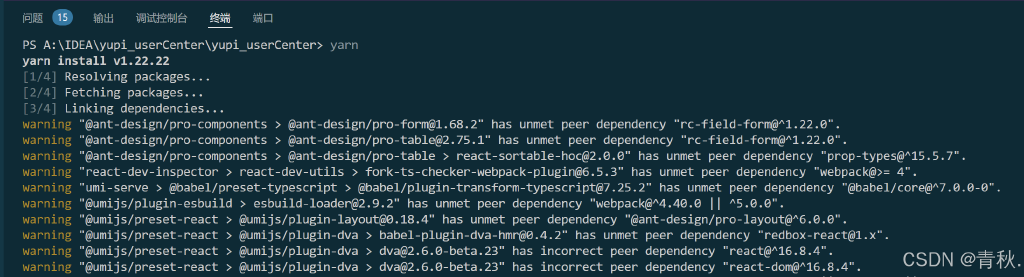 问题 15 输出 调试控制台 终端 端口
PS A:\IDEA\yupi_userCenter\yupi_userCenter> yarn
yarn install v1.22.22
[1/4] Resolving packages...
[2/4] Fetching packages...
[3/4] Linking dependencies...
warning "@ant-design/pro-components > @ant-design/pro-form@1.68.2" has unmet peer dependency "rc-field-form@^1.22.0".
warning "@ant-design/pro-components > @ant-design/pro-table@2.75.1" has unmet peer dependency "rc-field-form@^1.22.0".
warning "@ant-design/pro-components > @ant-design/pro-table > react-sortable-hoc@2.0.0" has unmet peer dependency "prop-types@^15.5.7".
warning "react-dev-inspector > react-dev-utils > fork-ts-checker-webpack-plugin@6.5.3" has unmet peer dependency "webpack@>= 4".
warning "umi-serve > @babel/preset-typescript > @babel/plugin-transform-typescript@7.25.2" has unmet peer dependency "@babel/core@^7.0.0-0".
warning "@umijs/plugin-esbuild > esbuild-loader@2.9.2" has unmet peer dependency "webpack@^4.40.0 || ^5.0.0".
warning "@umijs/preset-react > @umijs/plugin-layout@0.18.4" has unmet peer dependency "@ant-design/pro-layout@^6.0.0".
warning "@umijs/preset-react > @umijs/plugin-dva > babel-plugin-dva-hmr@0.4.2" has unmet peer dependency "redbox-react@1.x".
warning "@umijs/preset-react > @umijs/plugin-dva > dva@2.6.0-beta.23" has incorrect peer dependency "react@^16.8.4".
warning "@umijs/preset-react > @umijs/plugin-dva > dva@2.6.0-beta.23" has incorrect peer dependency "react-dom@^16.8.4".
CSDN @青秋.